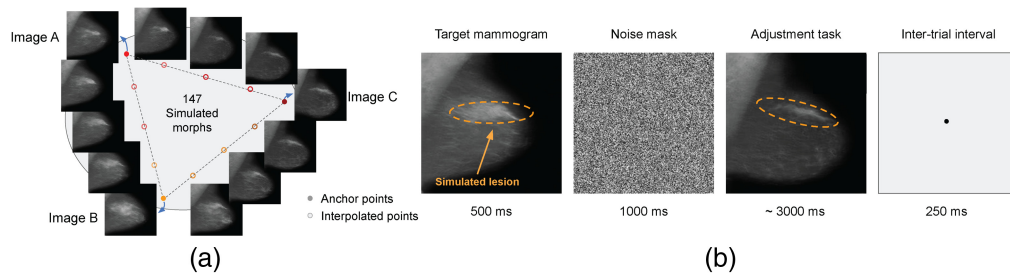 Image A
147
Simulated
morphs
Image C
Image B
Anchor points
Interpolated points
(a)
Target mammogram
Noise mask
Adjustment task
Inter-trial interval
Simulated lesion
500 ms
1000 ms
~ 3000 ms
250 ms
(b)